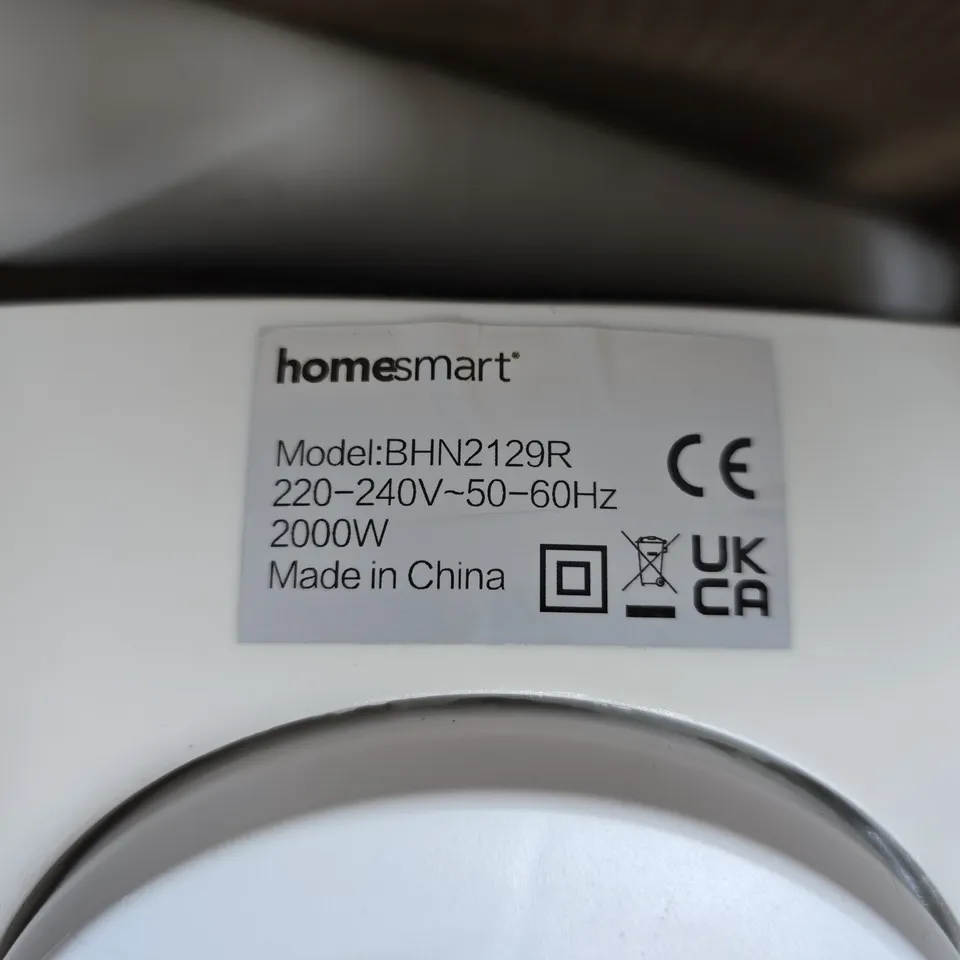 homesmart®
Model:BHN2129R
220-240V~50-60Hz
2000W
Made in China
CE
UK
CA